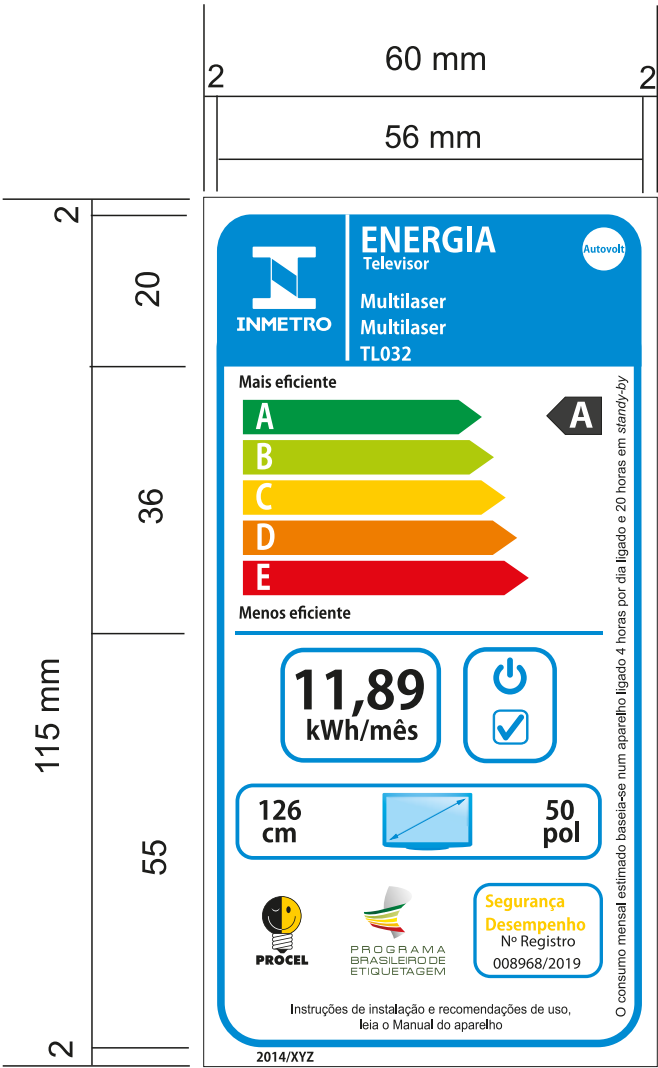 60 mm
2
2
56 mm
2
20
36
115 mm
55
2
INMETRO
ENERGIA
Televisor
Autovolt
Multilaser
Multilaser
TL032
Mais eficiente
A
A
B
C
D
E
Menos eficiente
11,89
kWh/mês
126
cm
50
pol
PROCEL
PROGRAMA
BRASILEIRO DE
ETIQUETAGEM
Segurança
Desempenho
Nº Registro
008968/2019
O consumo mensal estimado baseia-se num aparelho ligado 4 horas por dia ligado e 20 horas em standy-by
Instruções de instalação e recomendações de uso,
leia o Manual do aparelho
2014/XYZ